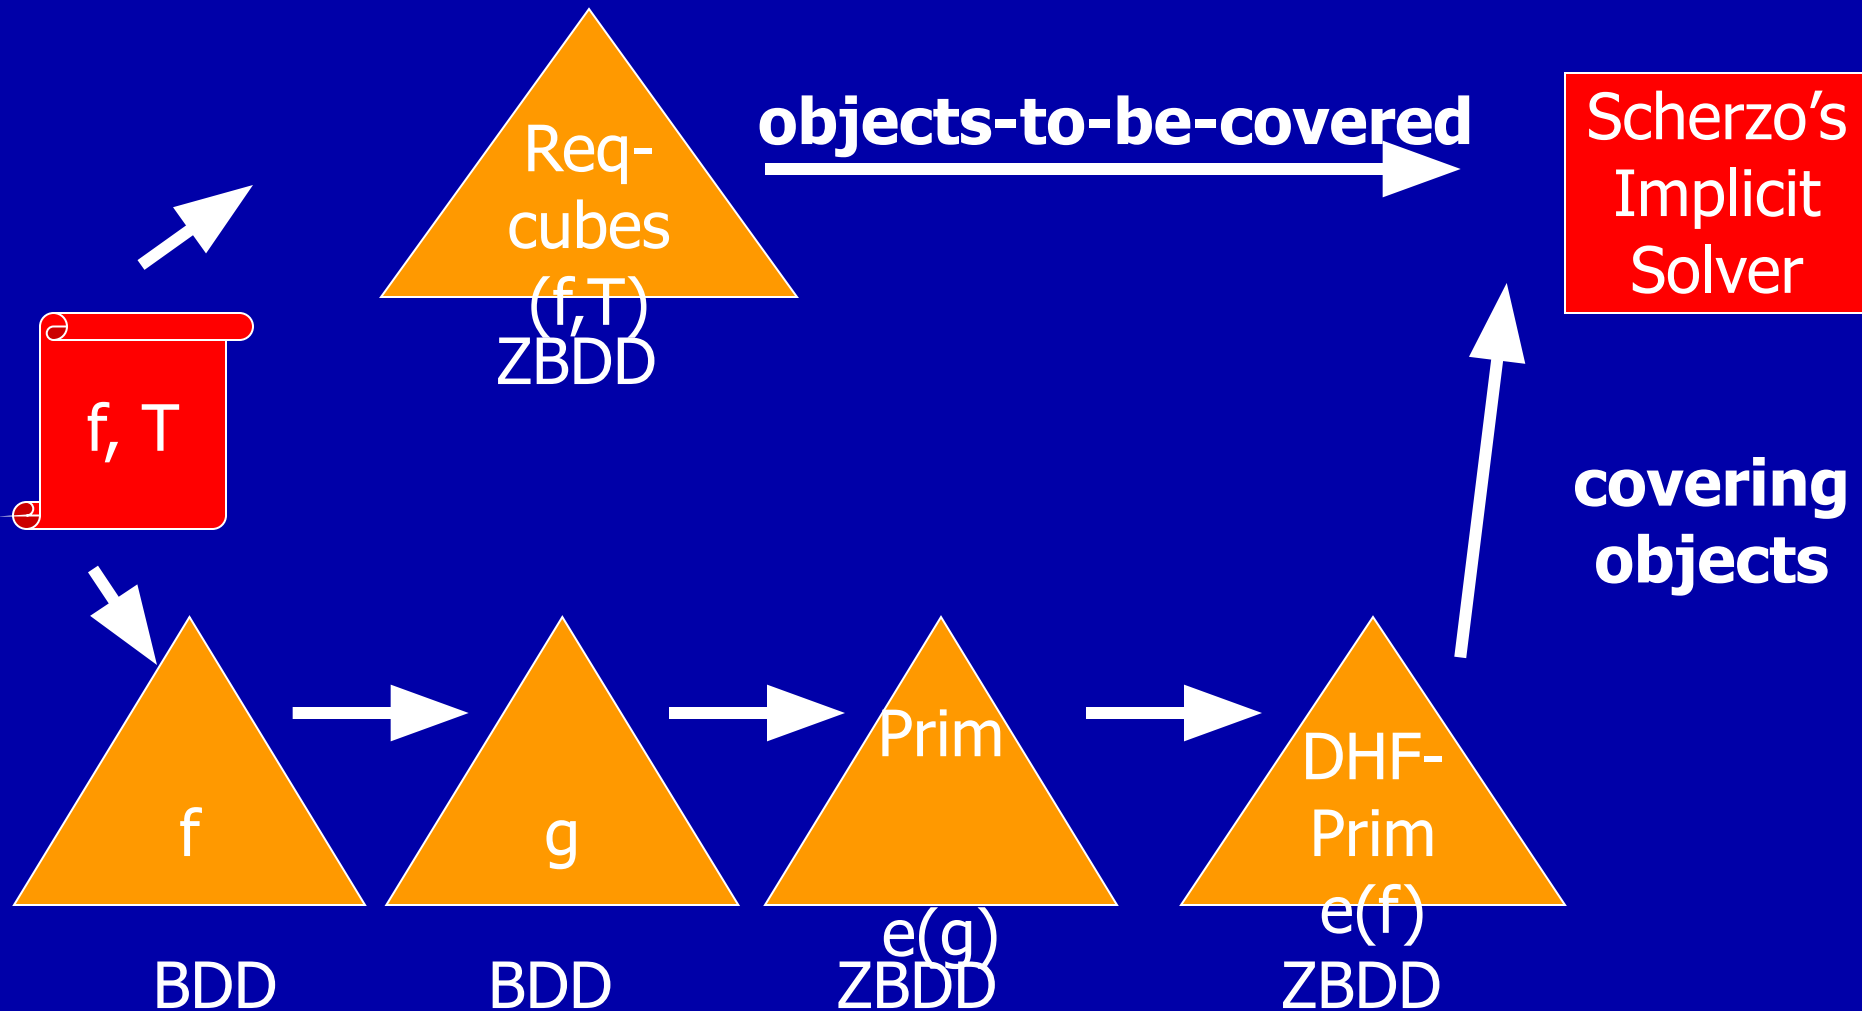 objects-to-be-covered
Req-
cubes
(f,T)
ZBDD
Scherzo’s
Implicit
Solver
f, T
covering
objects
f
BDD
g
BDD
Prim
e(g)
ZBDD
DHF-
Prim
e(f)
ZBDD